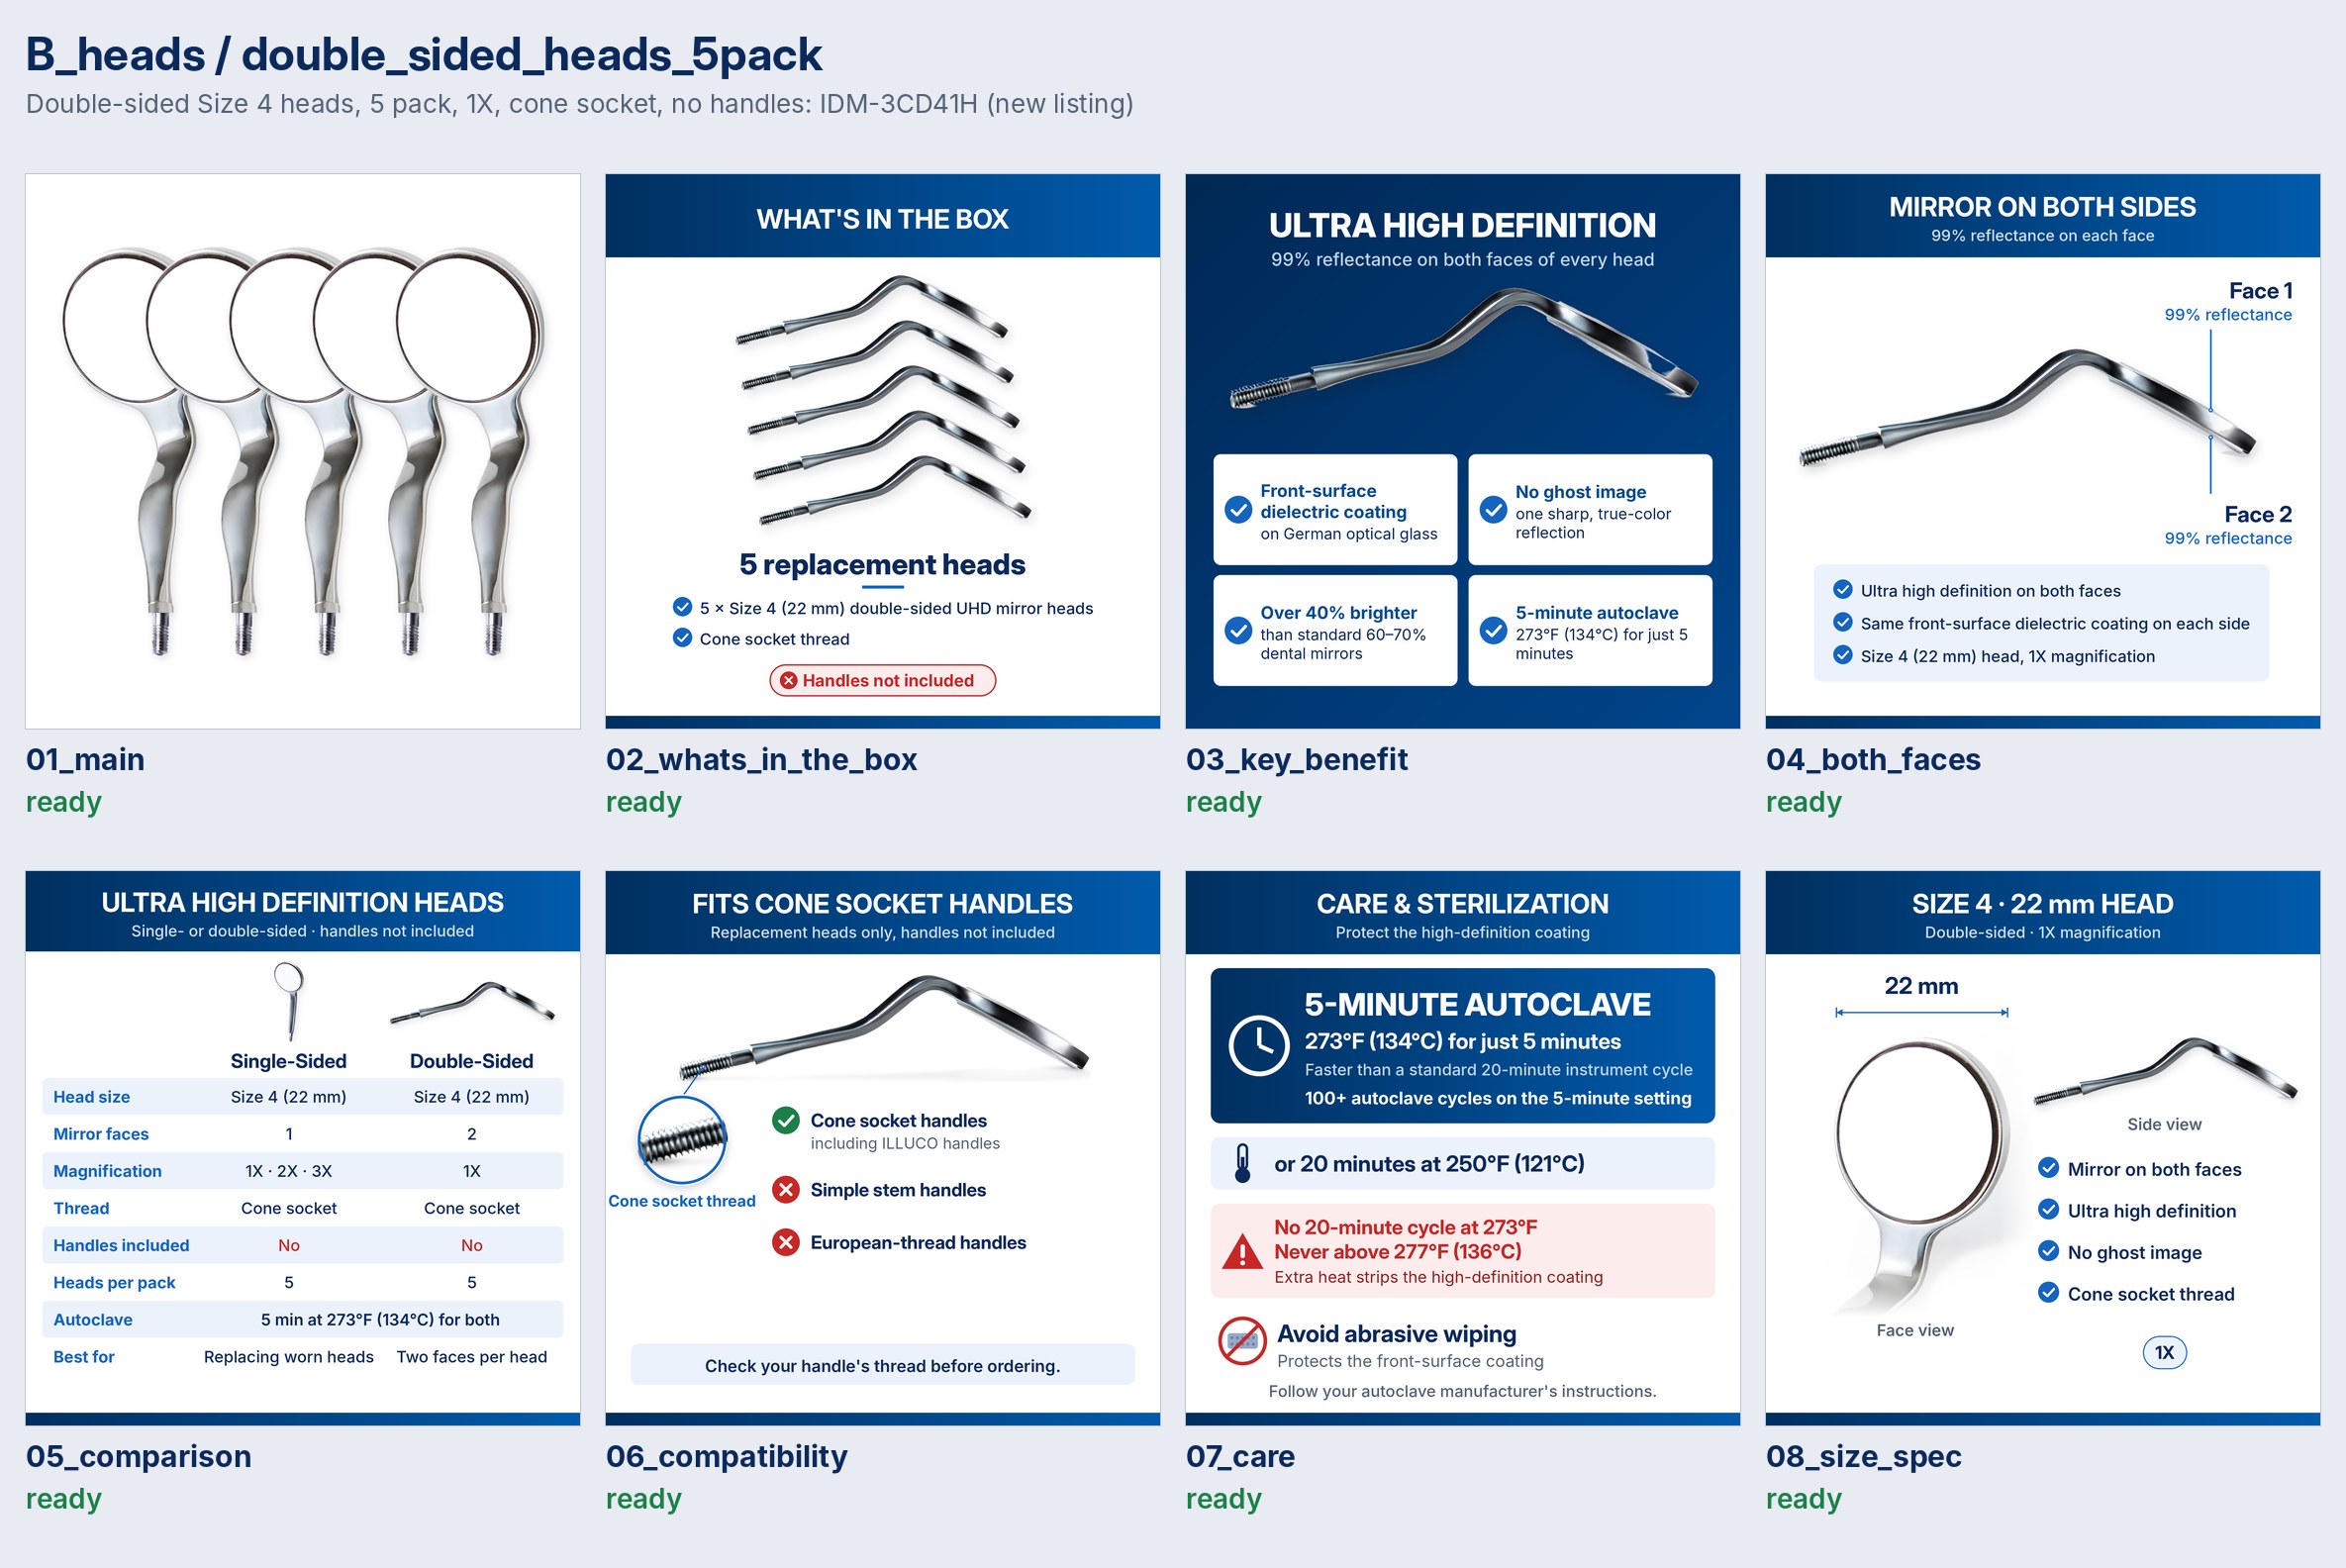 B_heads / double_sided_heads_5pack
Double-sided Size 4 heads, 5 pack, 1X, cone socket, no handles: IDM-3CD41H (new listing)
01_main
ready
WHAT'S IN THE BOX
5 replacement heads
5 × Size 4 (22 mm) double-sided UHD mirror heads
Cone socket thread
Handles not included
02_whats_in_the_box
ready
ULTRA HIGH DEFINITION
99% reflectance on both faces of every head
Front-surface
dielectric coating
on German optical glass
No ghost image
one sharp, true-color
reflection
Over 40% brighter
than standard 60–70%
dental mirrors
5-minute autoclave
273°F (134°C) for just 5
minutes
03_key_benefit
ready
MIRROR ON BOTH SIDES
99% reflectance on each face
Face 1
99% reflectance
Face 2
99% reflectance
Ultra high definition on both faces
Same front-surface dielectric coating on each side
Size 4 (22 mm) head, 1X magnification
04_both_faces
ready
ULTRA HIGH DEFINITION HEADS
Single- or double-sided · handles not included
Single-Sided Double-Sided
Head size Size 4 (22 mm) Size 4 (22 mm)
Mirror faces 1 2
Magnification 1X · 2X · 3X 1X
Thread Cone socket Cone socket
Handles included No No
Heads per pack 5 5
Autoclave 5 min at 273°F (134°C) for both
Best for Replacing worn heads Two faces per head
05_comparison
ready
FITS CONE SOCKET HANDLES
Replacement heads only, handles not included
Cone socket thread
Cone socket handles
including ILLUCO handles
Simple stem handles
European-thread handles
Check your handle's thread before ordering.
06_compatibility
ready
CARE & STERILIZATION
Protect the high-definition coating
5-MINUTE AUTOCLAVE
273°F (134°C) for just 5 minutes
Faster than a standard 20-minute instrument cycle
100+ autoclave cycles on the 5-minute setting
or 20 minutes at 250°F (121°C)
No 20-minute cycle at 273°F
Never above 277°F (136°C)
Extra heat strips the high-definition coating
Avoid abrasive wiping
Protects the front-surface coating
Follow your autoclave manufacturer's instructions.
07_care
ready
SIZE 4 · 22 mm HEAD
Double-sided · 1X magnification
22 mm
Side view
Mirror on both faces
Ultra high definition
No ghost image
Cone socket thread
Face view
1X
08_size_spec
ready